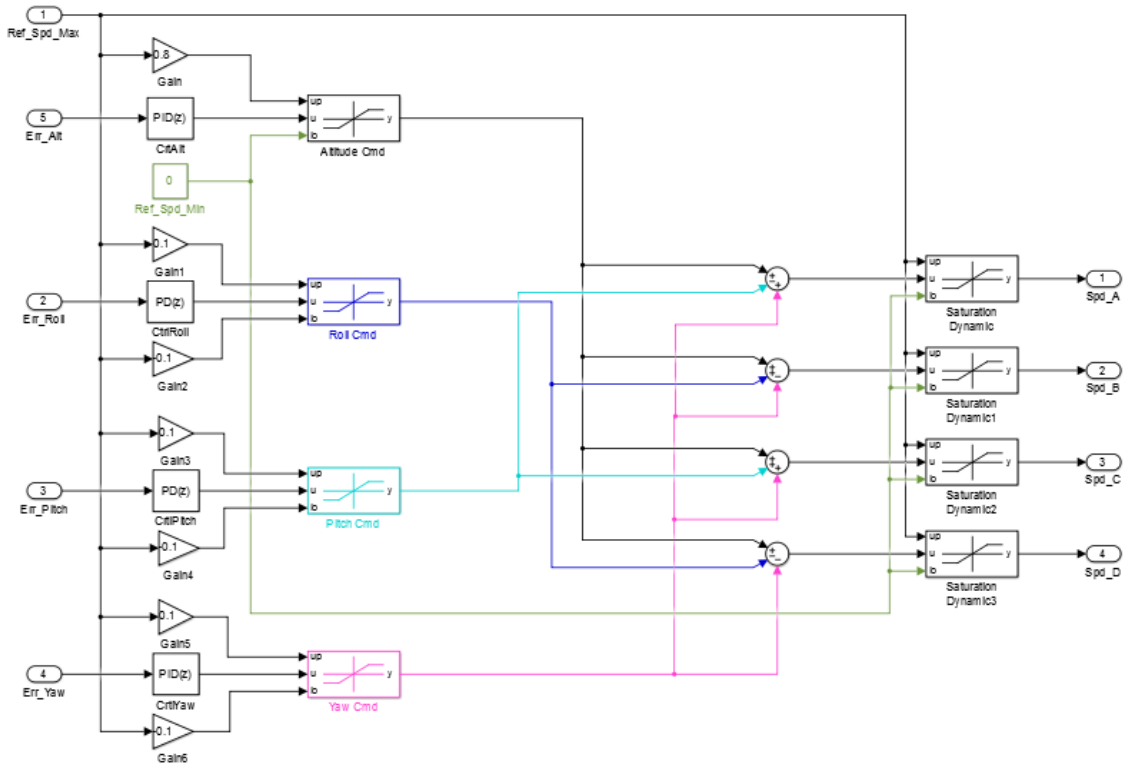 1
Ref_Spd_Max
0.8
Gain
5
Err_Alt
PID(z)
CrtAlt
up
u
lo
y
Altitude Cmd
0
Ref_Spd_Min
0.1
Gain1
2
Err_Roll
PD(z)
CtrlRoll
up
u
lo
y
Roll Cmd
-0.1
Gain2
0.1
Gain3
3
Err_Pitch
PD(z)
CrtlPitch
up
u
lo
y
Pitch Cmd
-0.1
Gain4
0.1
Gain5
4
Err_Yaw
PID(z)
CrtlYaw
up
u
lo
y
Yaw Cmd
-0.1
Gain6
up
u
lo
y
Saturation
Dynamic
1
Spd_A
up
u
lo
y
Saturation
Dynamic1
2
Spd_B
up
u
lo
y
Saturation
Dynamic2
3
Spd_C
up
u
lo
y
Saturation
Dynamic3
4
Spd_D